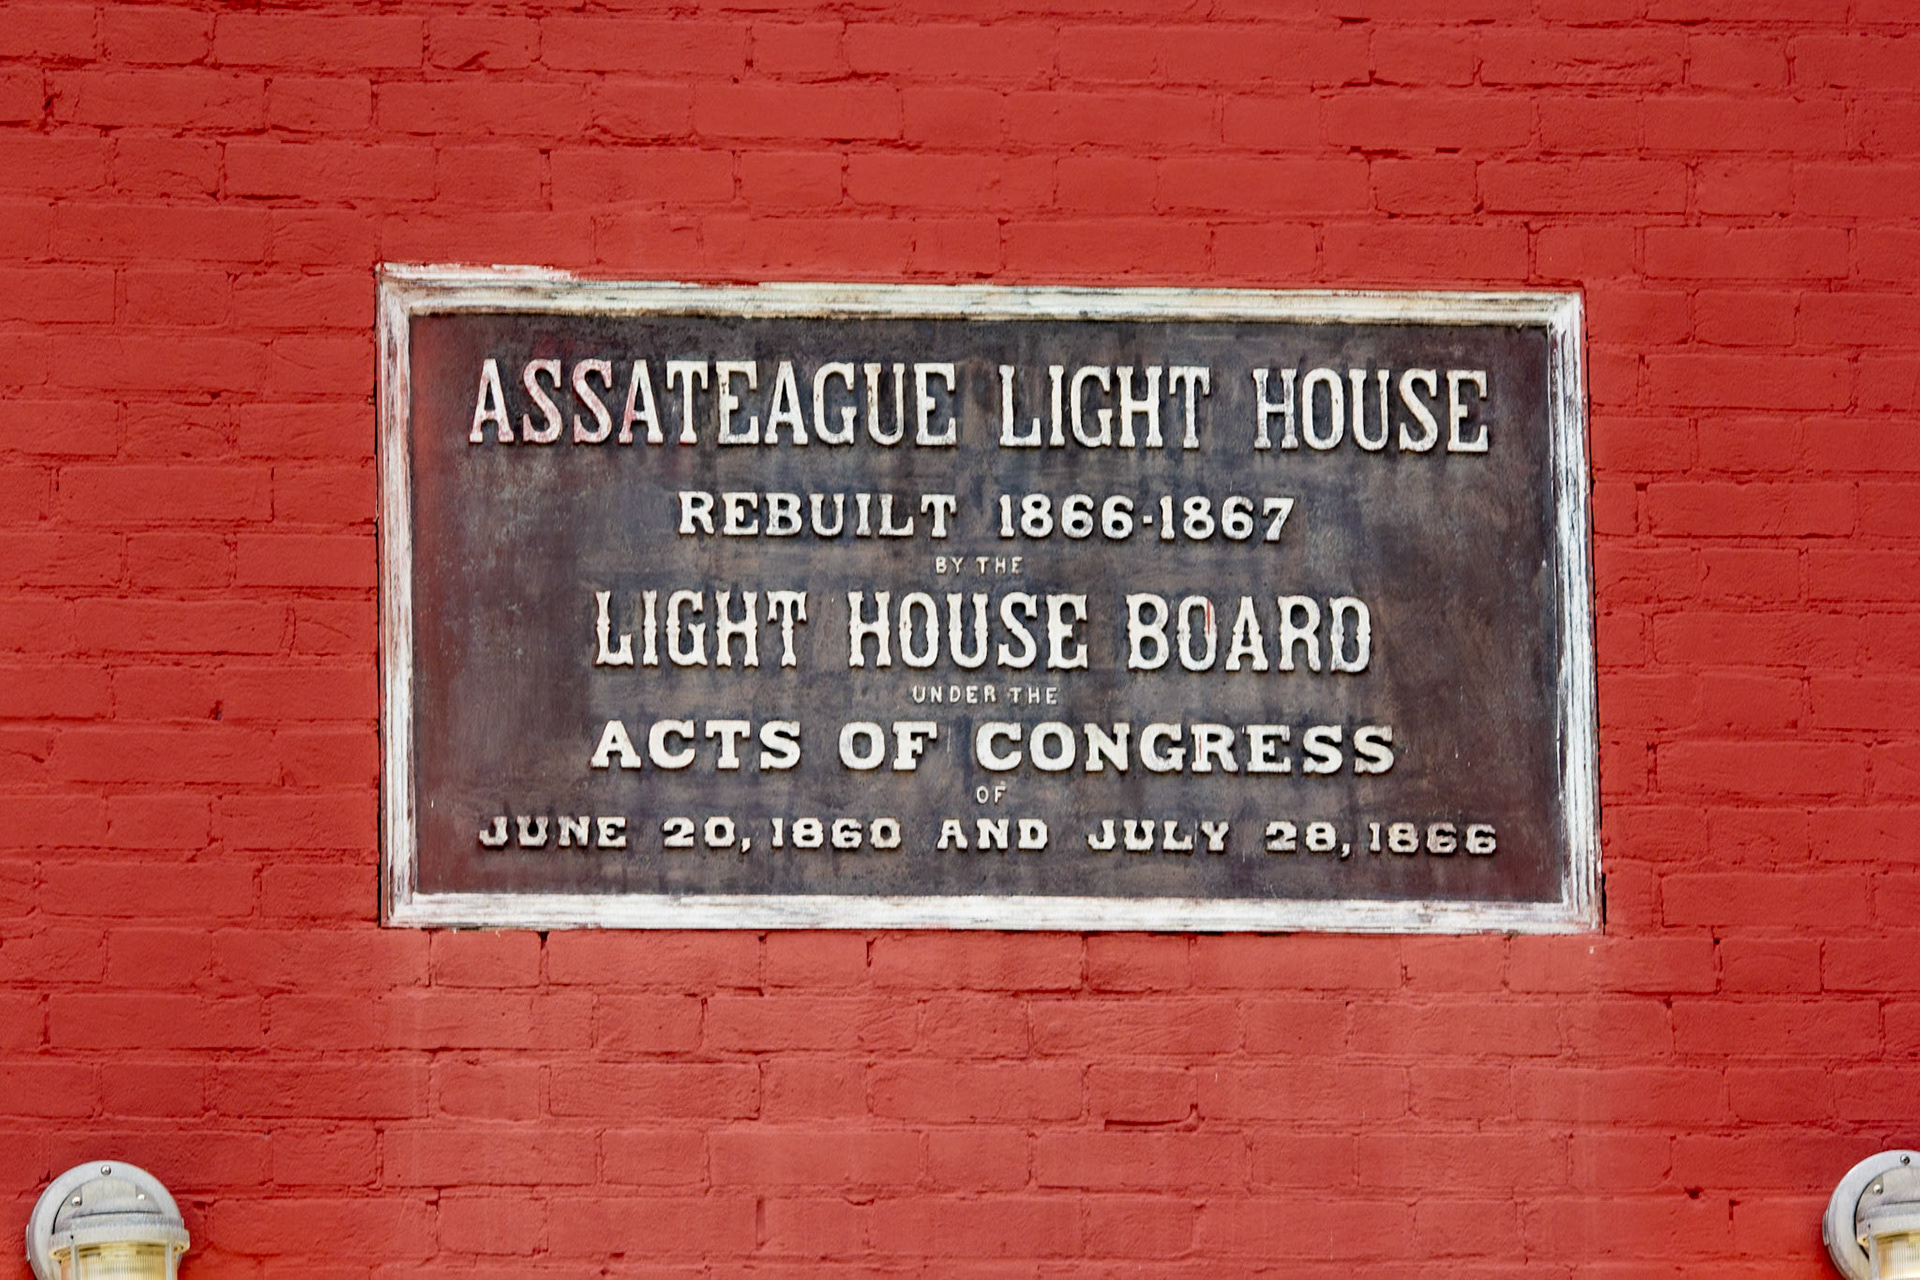 ASSATEAGUE LIGHT HOUSE
REBUILT 1866-1867
BY THE
LIGHT HOUSE BOARD
UNDER THE
ACTS OF CONGRESS
OF
JUNE 20, 1860 AND JULY 28, 1866